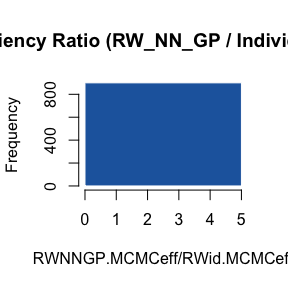 iency Ratio (RW_NN_GP / Individ
Frequency
800
400
0
0 1 2 3 4 5
RWNNGP.MCMCeff/RWid.MCMCef